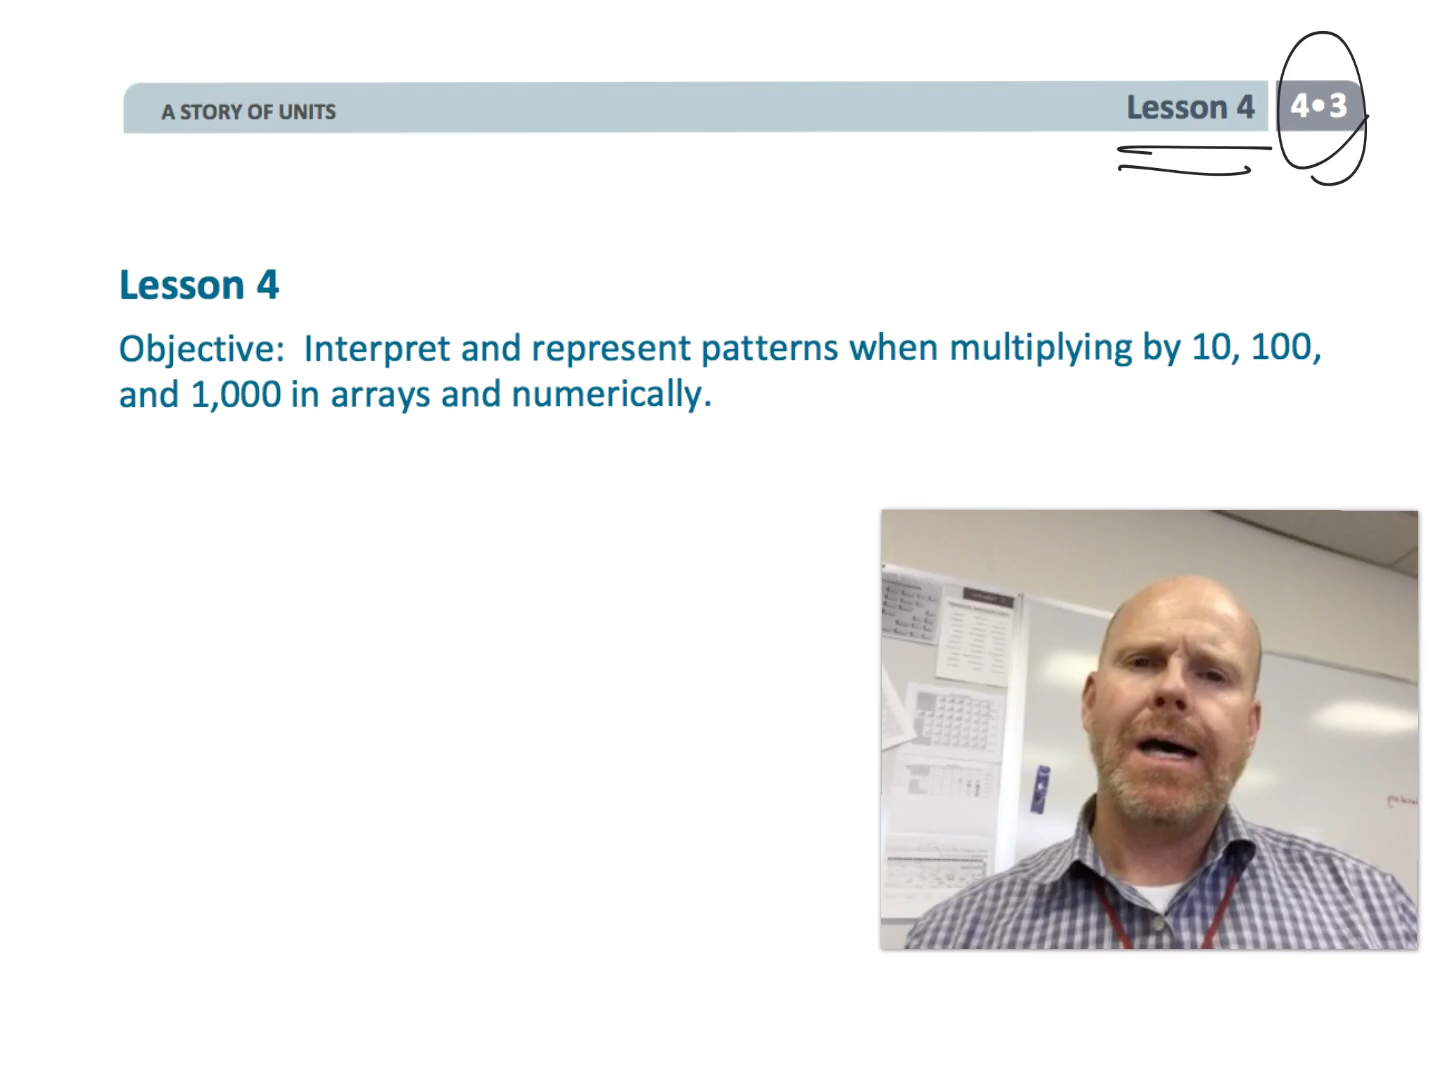 A STORY OF UNITS
Lesson 4
4•3
Lesson 4
Objective: Interpret and represent patterns when multiplying by 10, 100,
and 1,000 in arrays and numerically.